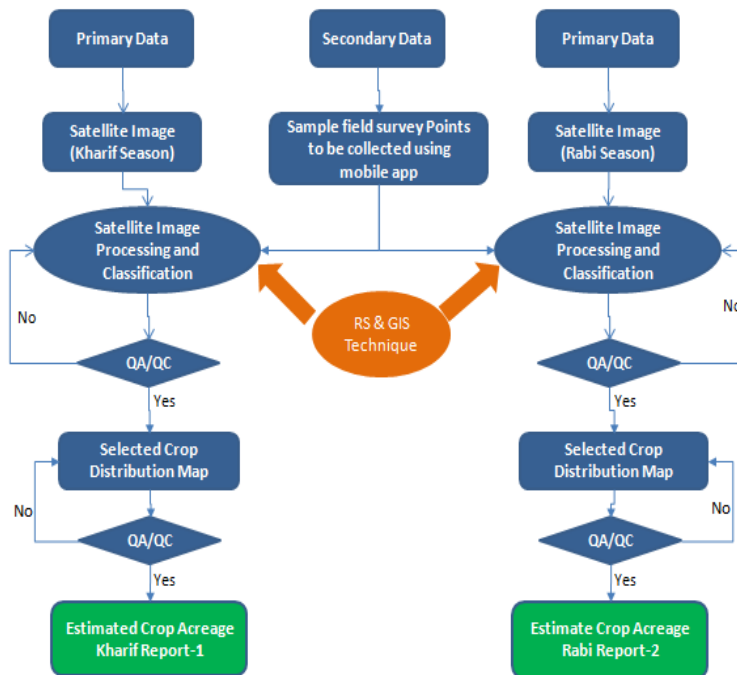 Primary Data
Secondary Data
Primary Data
Satellite Image
(Kharif Season)
Sample field survey Points
to be collected using
mobile app
Satellite Image
(Rabi Season)
Satellite Image
Processing and
Classification
Satellite Image
Processing and
Classification
RS & GIS
Technique
No
No
QA/QC
QA/QC
Yes
Yes
Selected Crop
Distribution Map
Selected Crop
Distribution Map
No
No
QA/QC
QA/QC
Yes
Yes
Estimated Crop Acreage
Kharif Report-1
Estimate Crop Acreage
Rabi Report-2